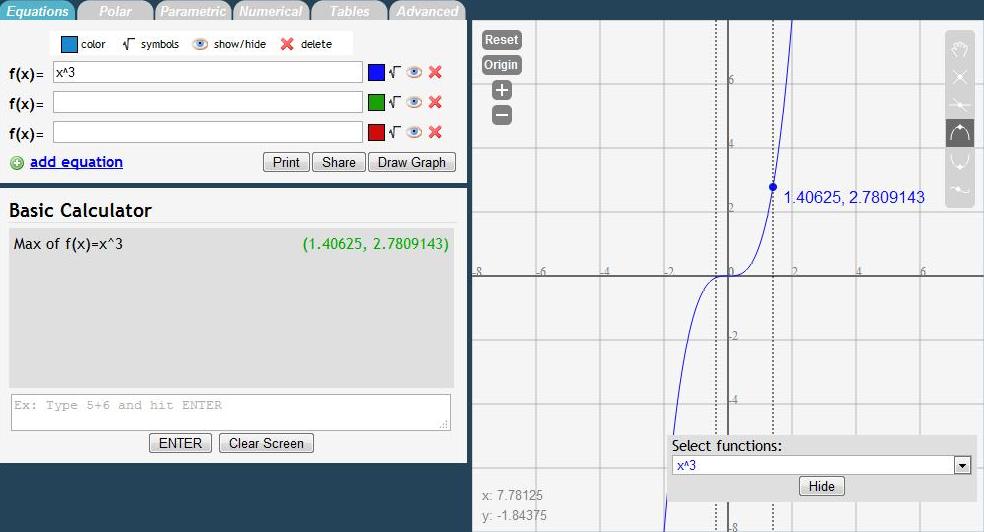 Equations Polar Parametric Numerical Tables Advanced
color symbols show/hide delete
f(x)= x^3
f(x)=
f(x)=
add equation Print Share Draw Graph
Basic Calculator
Max of f(x)=x^3 (1.40625, 2.7809143)
Ex: Type 5+6 and hit ENTER
ENTER Clear Screen
Reset
Origin
+
−
6
4
1.40625, 2.7809143
2
-8 -6 -4 -2 0 2 4 6
-2
-4
Select functions:
x^3
Hide
x: 7.78125
y: -1.84375
-8